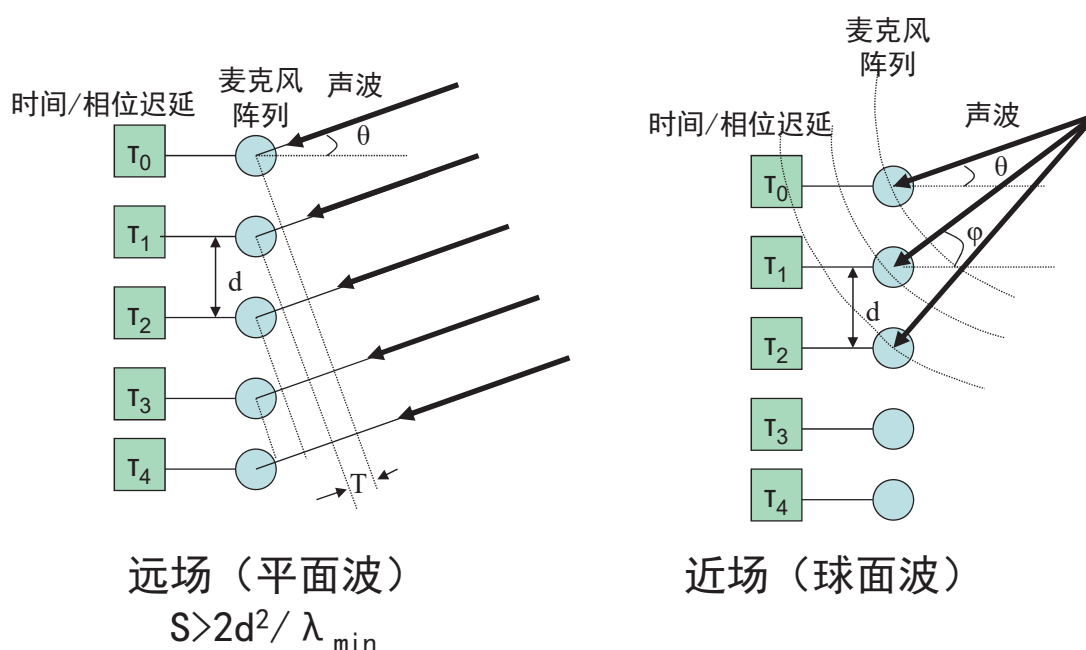 麦克风
阵列
声波
时间/相位迟延
θ
τ0
τ1
d
τ2
τ3
τ4
T
远场（平面波）
S>2d²/λmin
麦克风
阵列
声波
时间/相位迟延
θ
τ0
φ
τ1
d
τ2
τ3
τ4
近场（球面波）